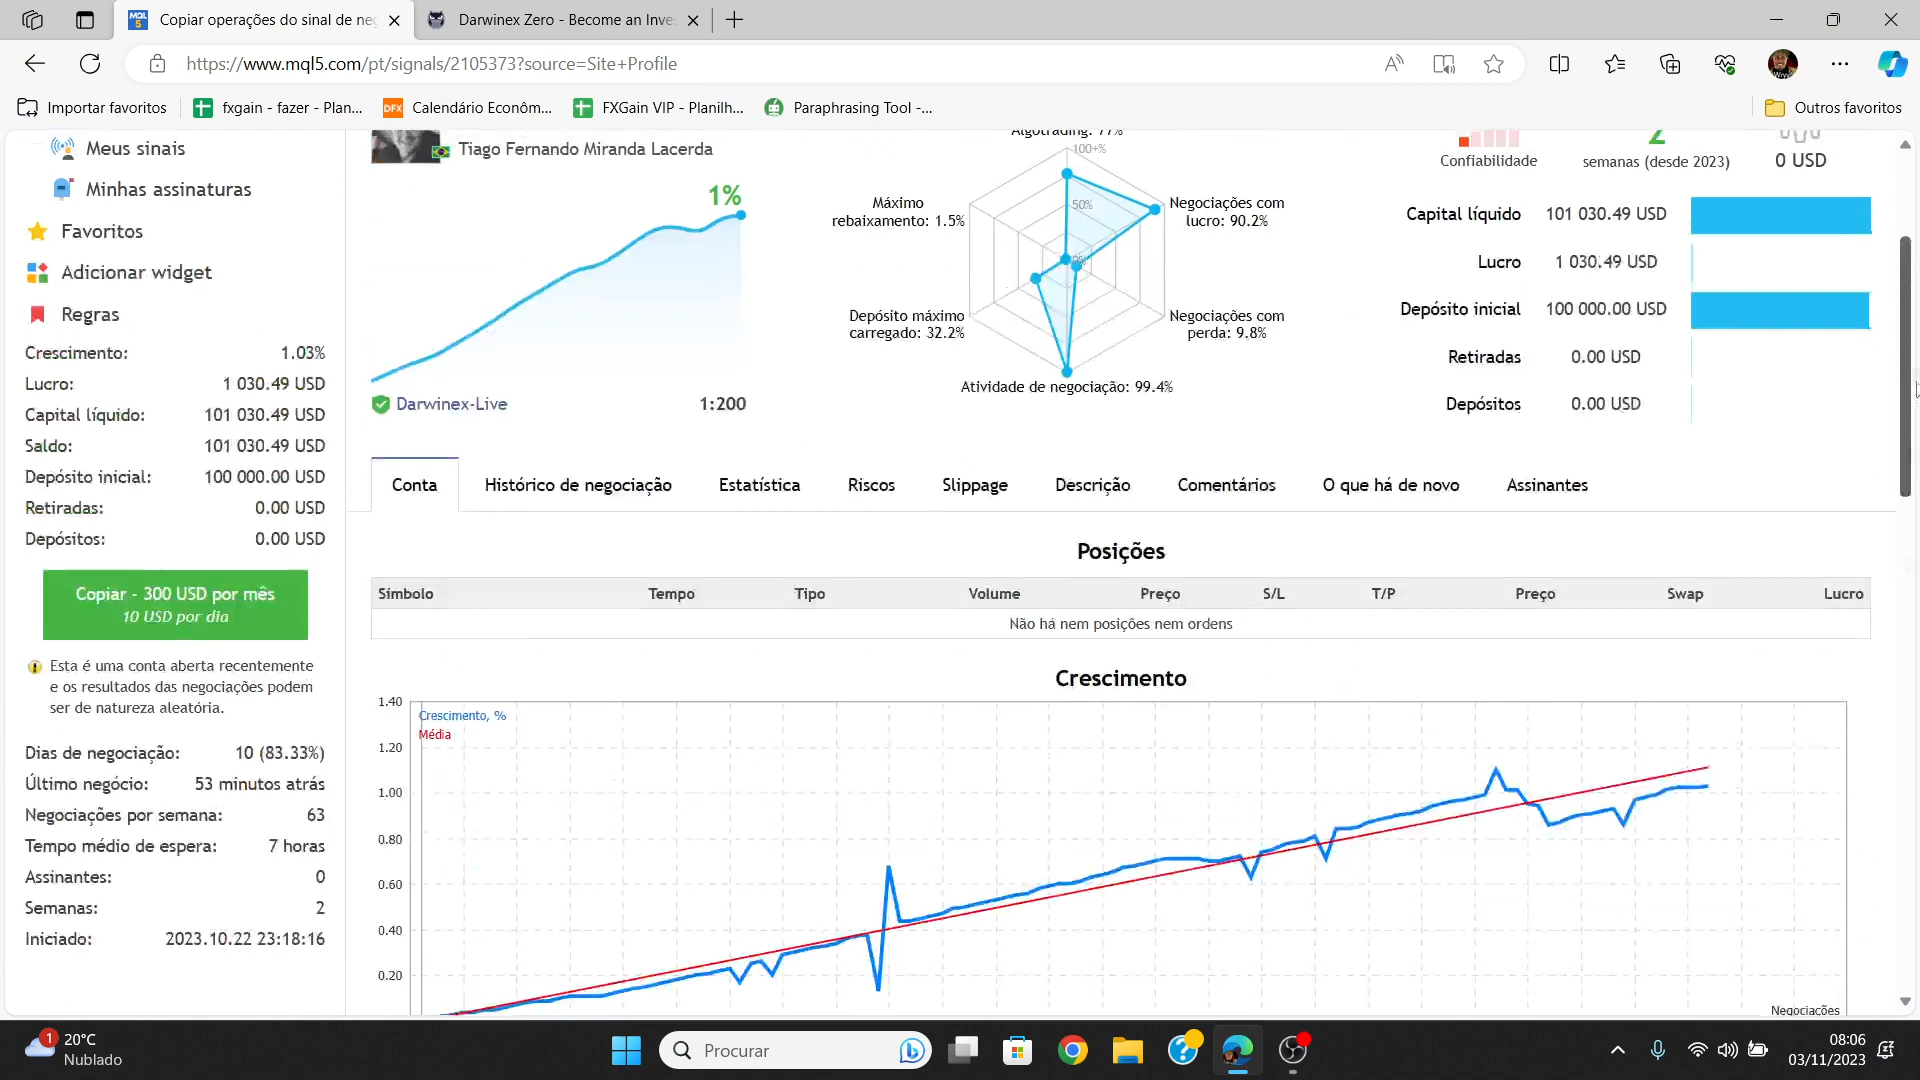 Copiar operações do sinal de neg
Darwinex Zero - Become an Inve
https://www.mql5.com/pt/signals/2105373?source=Site+Profile
Importar favoritos
fxgain - fazer - Plan...
Calendário Econôm...
FXGain VIP - Planilh...
Paraphrasing Tool -...
Outros favoritos
Meus sinais
Minhas assinaturas
Favoritos
Adicionar widget
Regras
Crescimento: 1.03%
Lucro: 1 030.49 USD
Capital líquido: 101 030.49 USD
Saldo: 101 030.49 USD
Depósito inicial: 100 000.00 USD
Retiradas: 0.00 USD
Depósitos: 0.00 USD
Copiar - 300 USD por mês
10 USD por dia
Esta é uma conta aberta recentemente
e os resultados das negociações podem
ser de natureza aleatória.
Dias de negociação: 10 (83.33%)
Último negócio: 53 minutos atrás
Negociações por semana: 63
Tempo médio de espera: 7 horas
Assinantes: 0
Semanas: 2
Iniciado: 2023.10.22 23:18:16
Tiago Fernando Miranda Lacerda
1%
Darwinex-Live 1:200
Algotrading: 77%
100+%
50%
Máximo
rebaixamento: 1.5%
Negociações com
lucro: 90.2%
Depósito máximo
carregado: 32.2%
Negociações com
perda: 9.8%
Atividade de negociação: 99.4%
Confiabilidade
2
semanas (desde 2023)
0 USD
Capital líquido 101 030.49 USD
Lucro 1 030.49 USD
Depósito inicial 100 000.00 USD
Retiradas 0.00 USD
Depósitos 0.00 USD
Conta Histórico de negociação Estatística Riscos Slippage Descrição Comentários O que há de novo Assinantes
Posições
Símbolo Tempo Tipo Volume Preço S/L T/P Preço Swap Lucro
Não há nem posições nem ordens
Crescimento
Crescimento, %
Média
1.40
1.20
1.00
0.80
0.60
0.40
0.20
Negociações
1
20°C
Nublado
Procurar
08:06
03/11/2023